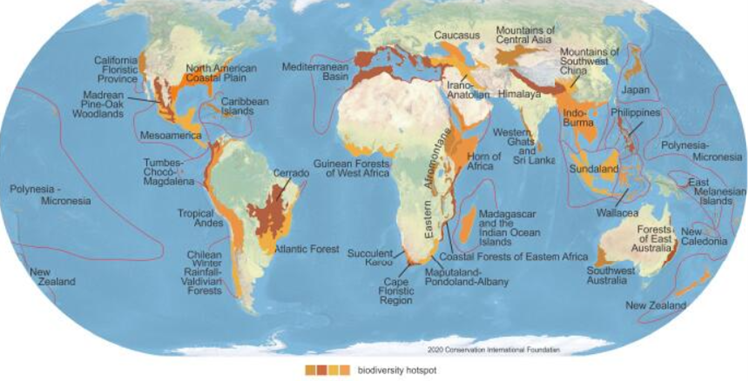 Caucasus
Mountains of
Central Asia
California
Floristic
Province
North American
Coastal Plain
Mediterranean
Basin
Mountains of
Southwest
China
Irano-
Anatolian
Himalaya
Japan
Madrean
Pine-Oak
Woodlands
Caribbean
Islands
Indo-
Burma
Philippines
Mesoamerica
Western
Ghats
and
Sri Lanka
Polynesia-
Micronesia
Tumbes-
Choco-
Magdalena
Cerrado
Guinean Forests
of West Africa
Eastern Afromontane
Horn of
Africa
Sundaland
East
Melanesian
Islands
Polynesia -
Micronesia
Tropical
Andes
Wallacea
Madagascar
and the
Indian Ocean
Islands
Forests
of East
Australia
New
Caledonia
Chilean
Winter
Rainfall-
Valdivian
Forests
Atlantic Forest
Succulent
Karoo
Coastal Forests of Eastern Africa
New
Zealand
Cape
Floristic
Region
Maputaland-
Pondoland-Albany
Southwest
Australia
New Zealand
2020 Conservation International Foundation
biodiversity hotspot